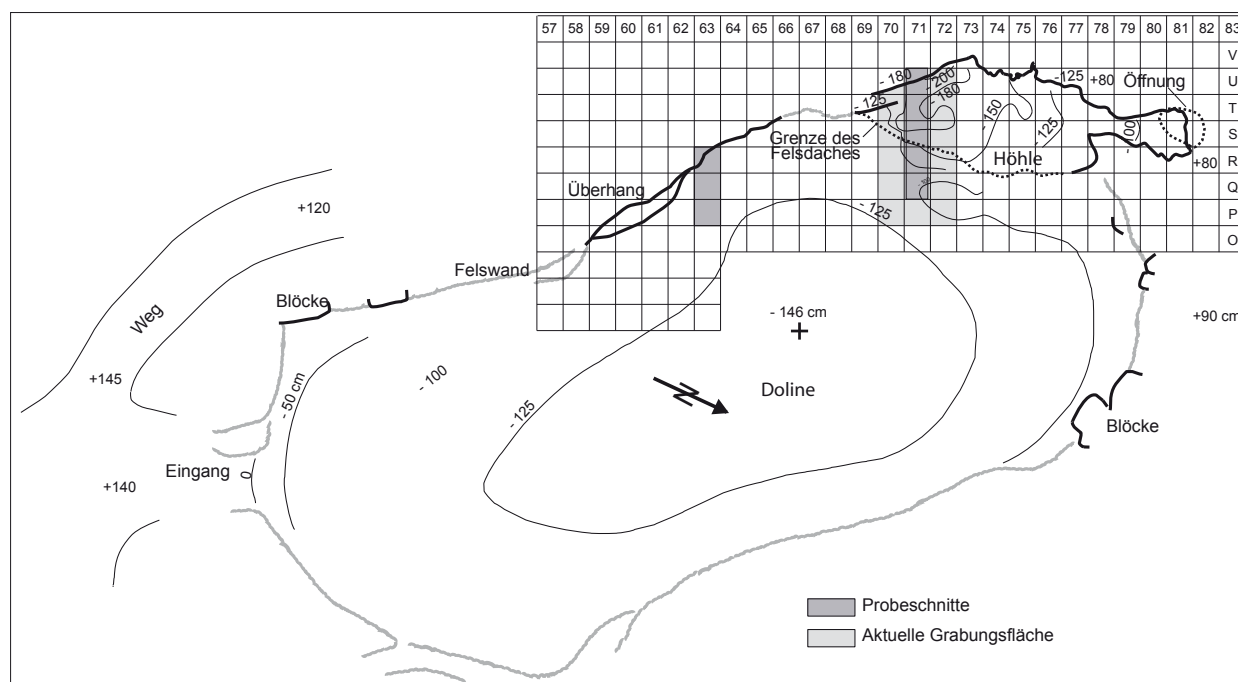 57 58 59 60 61 62 63 64 65 66 67 68 69 70 71 72 73 74 75 76 77 78 79 80 81 82 83
V
- 180
- 200
-125
+80
Öffnung
U
- 125
- 180
- 150
T
Grenze des
Felsdaches
-125
- 100
S
Höhle
+80
R
Überhang
Q
+120
- 125
P
O
Felswand
Blöcke
Weg
- 146 cm
+90 cm
+145
- 100
- 50 cm
- 125
Doline
N
Blöcke
Eingang
0
+140
Probeschnitte
Aktuelle Grabungsfläche